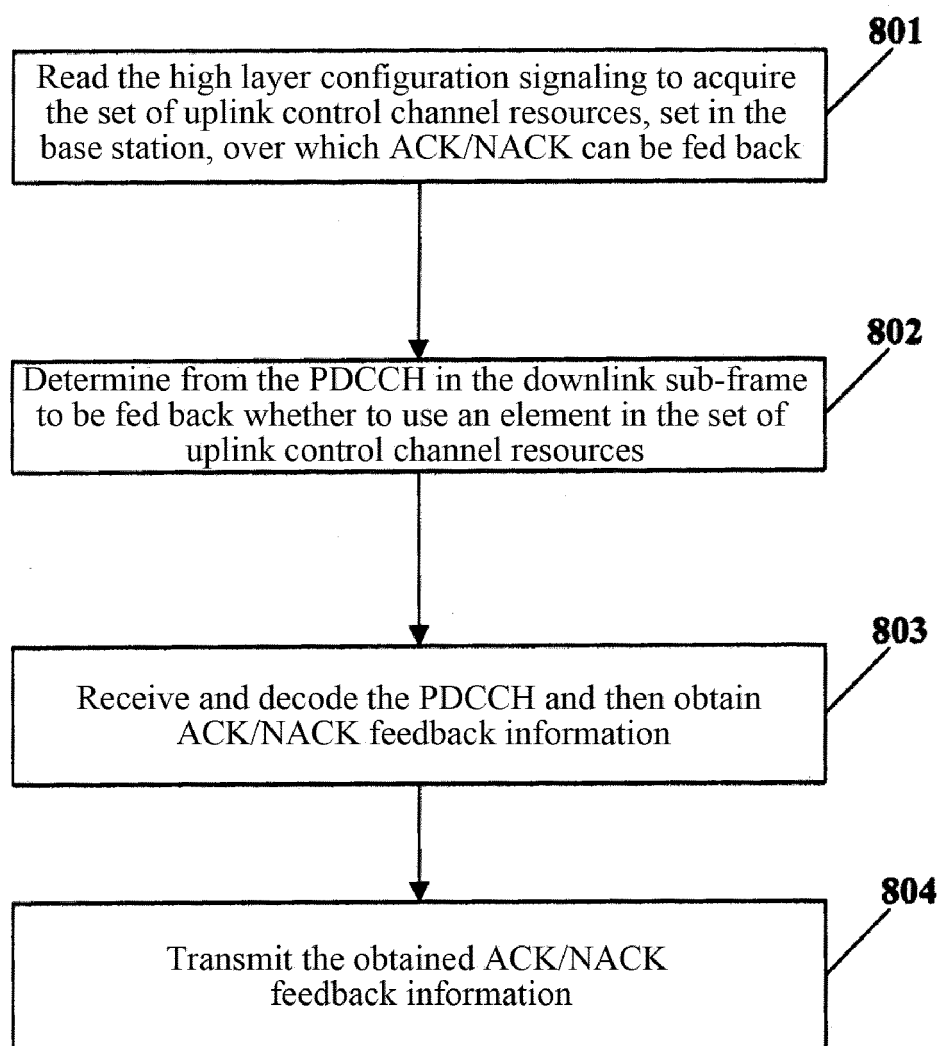 801
Read the high layer configuration signaling to acquire
the set of uplink control channel resources, set in the
base station, over which ACK/NACK can be fed back
802
Determine from the PDCCH in the downlink sub-frame
to be fed back whether to use an element in the set of
uplink control channel resources
803
Receive and decode the PDCCH and then obtain
ACK/NACK feedback information
804
Transmit the obtained ACK/NACK
feedback information